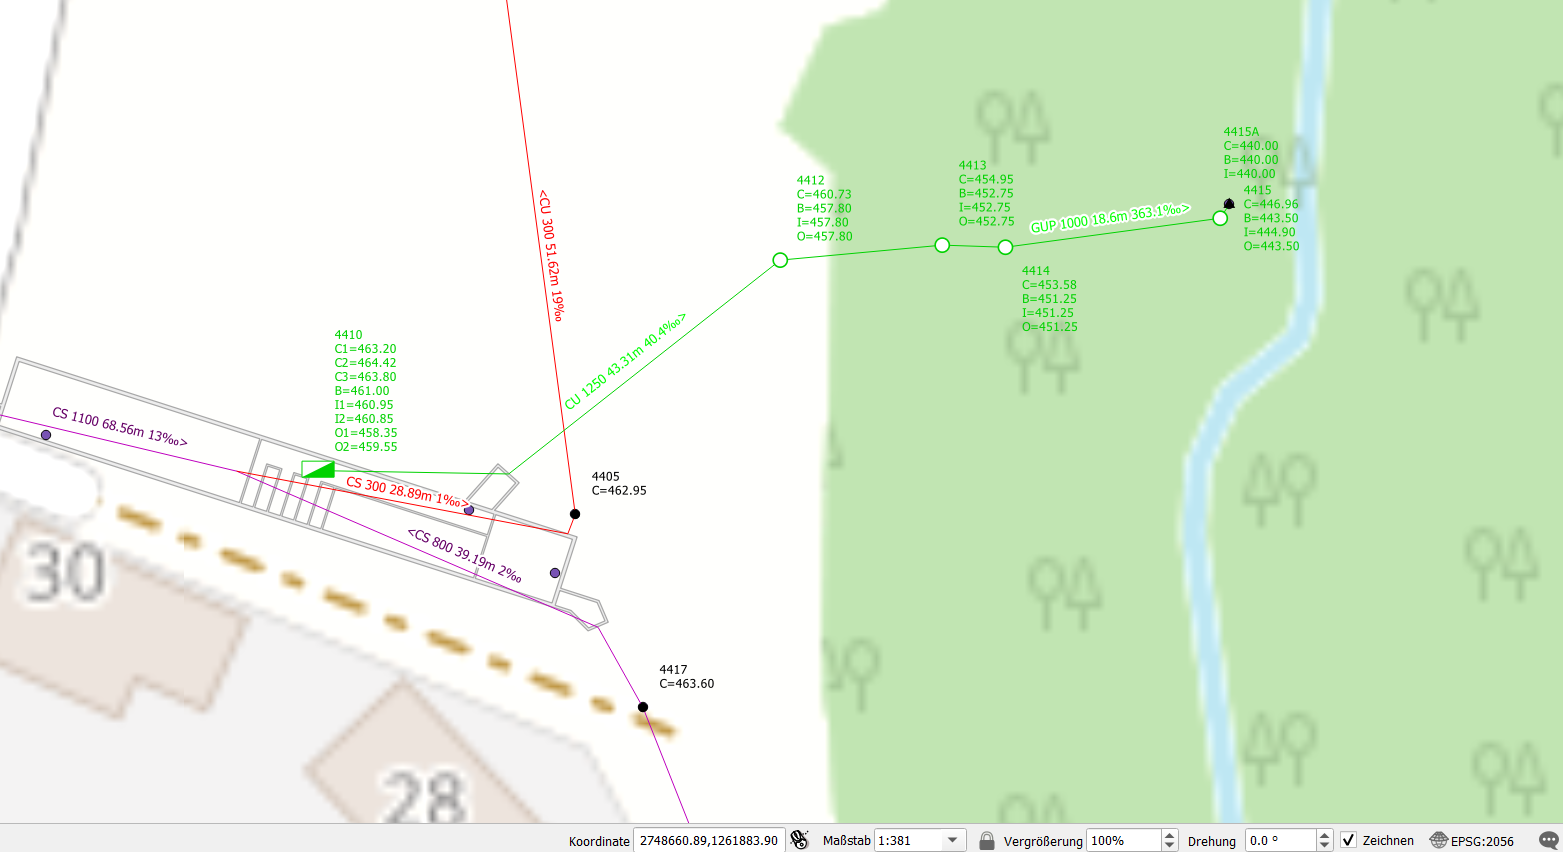 4415A
C=440.00
B=440.00
I=440.00
4415
C=446.96
B=443.50
I=444.90
O=443.50
4413
C=454.95
B=452.75
I=452.75
O=452.75
4412
C=460.73
B=457.80
I=457.80
O=457.80
GUP 1000 18.6m 363.1‰>
<CU 300 51.62m 19‰
4414
C=453.58
B=451.25
I=451.25
O=451.25
CU 1250 43.31m 40.4‰>
4410
C1=463.20
C2=464.42
C3=463.80
B=461.00
I1=460.95
I2=460.85
O1=458.35
O2=459.55
CS 1100 68.56m 13‰>
CS 300 28.89m 1‰>
4405
C=462.95
<CS 800 39.19m 2‰
30
4417
C=463.60
28
Koordinate 2748660.89,1261883.90 Maßstab 1:381 Vergrößerung 100% Drehung 0.0 ° Zeichnen EPSG:2056